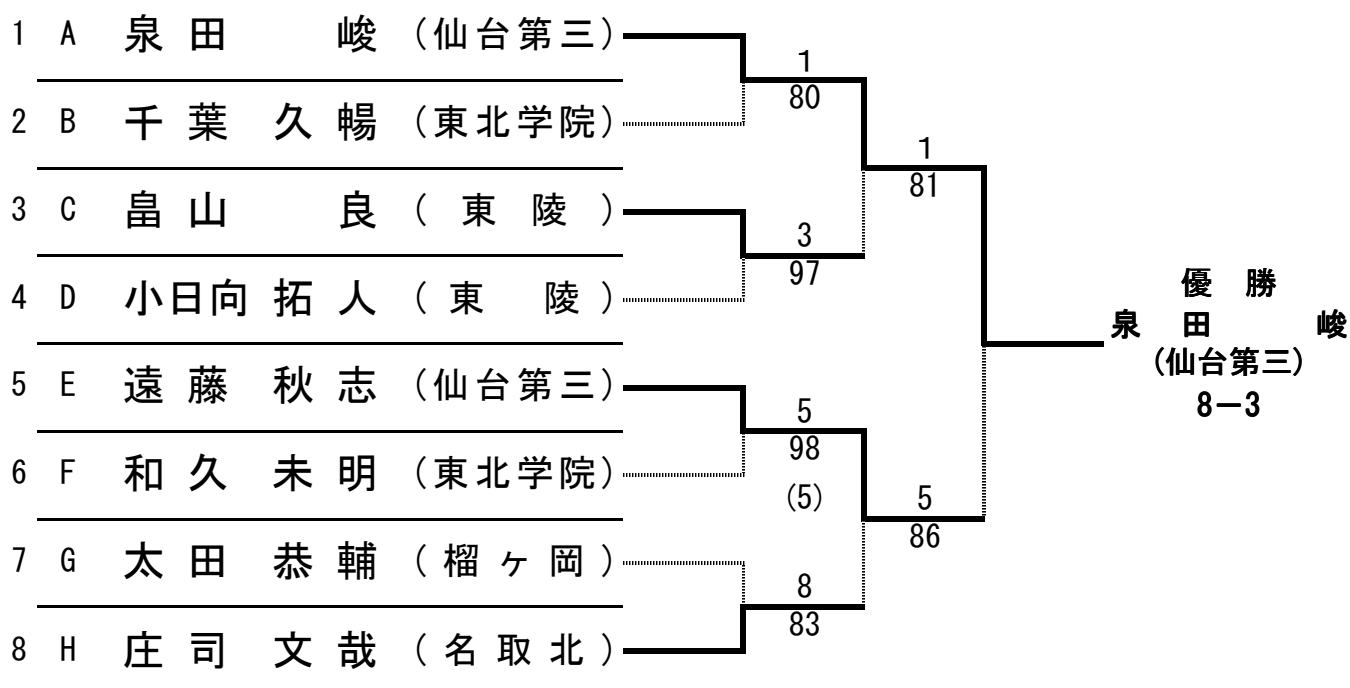 1 A 泉田 峻 (仙台第三)
1
80
2 B 千葉 久暢 (東北学院)
1
81
3 C 畠山 良 (東陵)
3
97
4 D 小日向 拓人 (東陵)
優勝
泉田 峻
(仙台第三)
8－3
5 E 遠藤 秋志 (仙台第三)
5
98
(5)
6 F 和久 未明 (東北学院)
5
86
7 G 太田 恭輔 (榴ヶ岡)
8
83
8 H 庄司 文哉 (名取北)